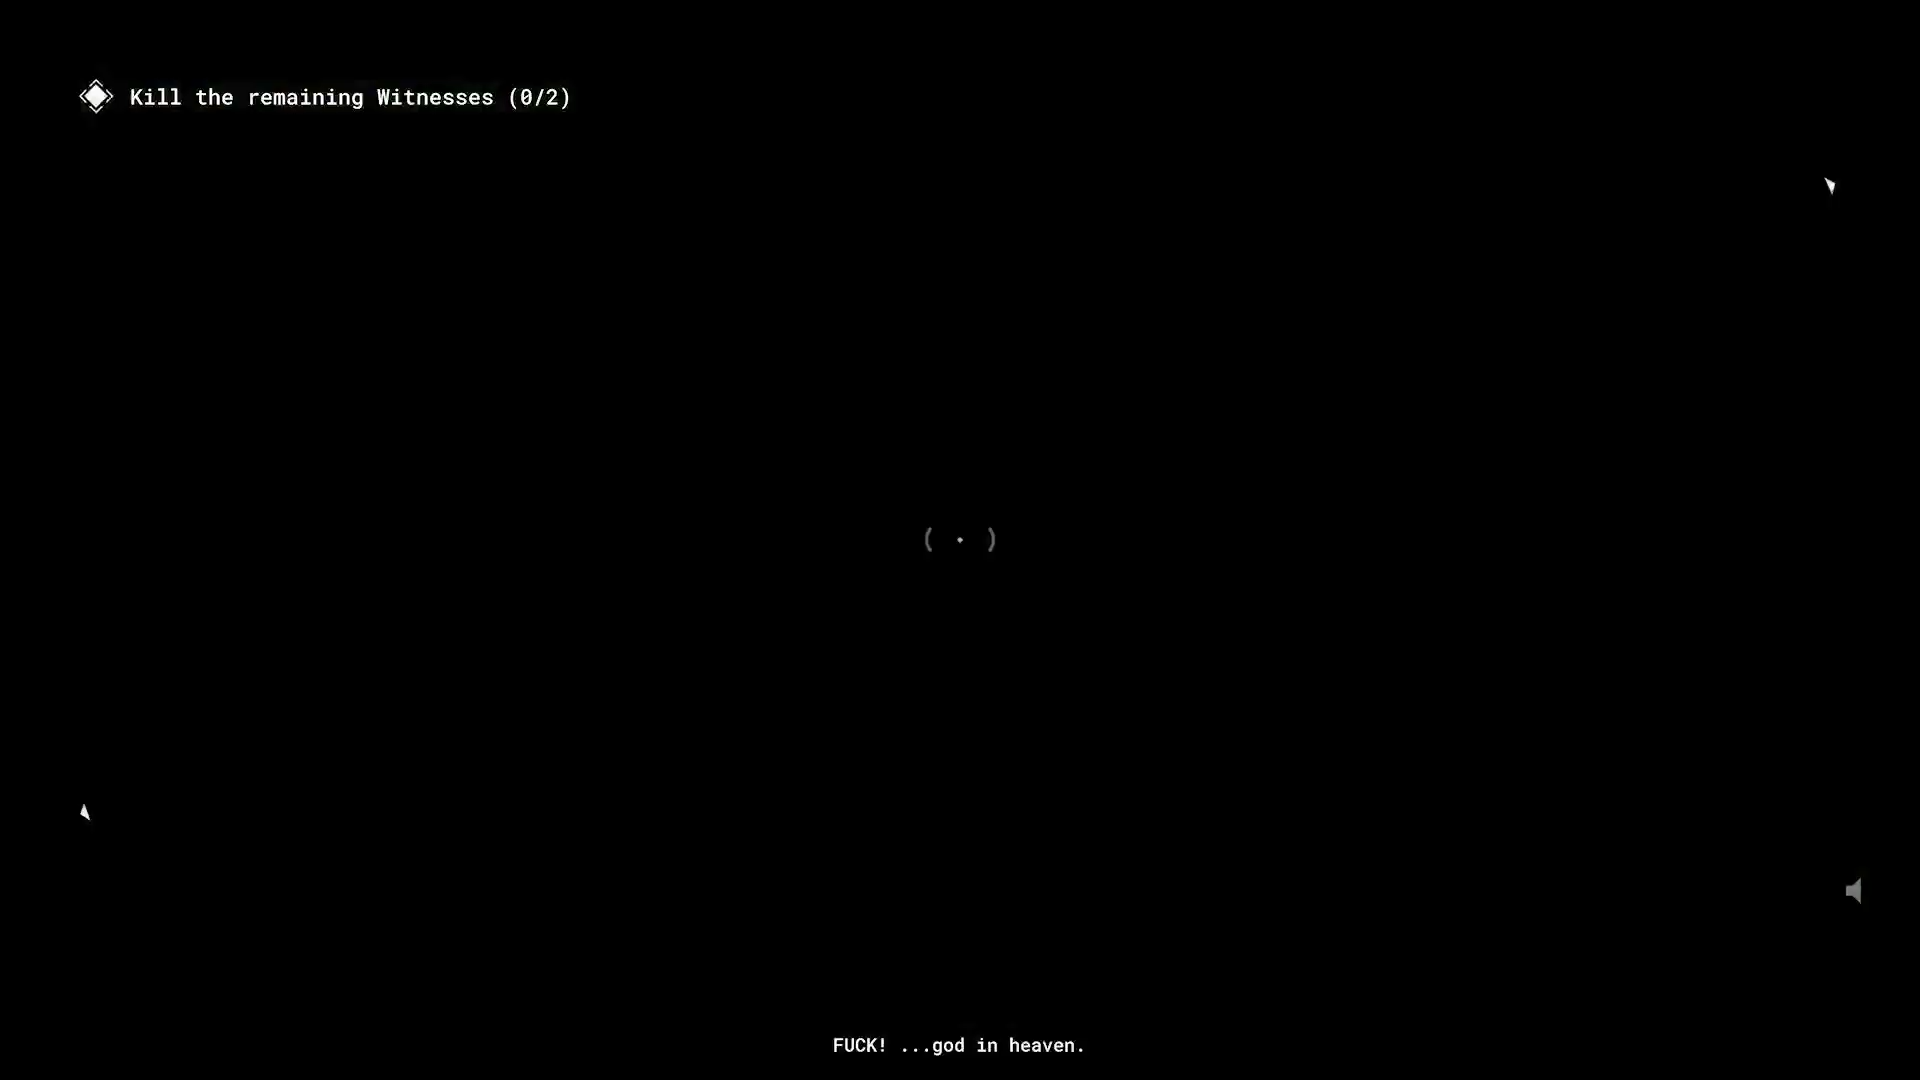 Kill the remaining Witnesses (0/2)
FUCK! ...god in heaven.